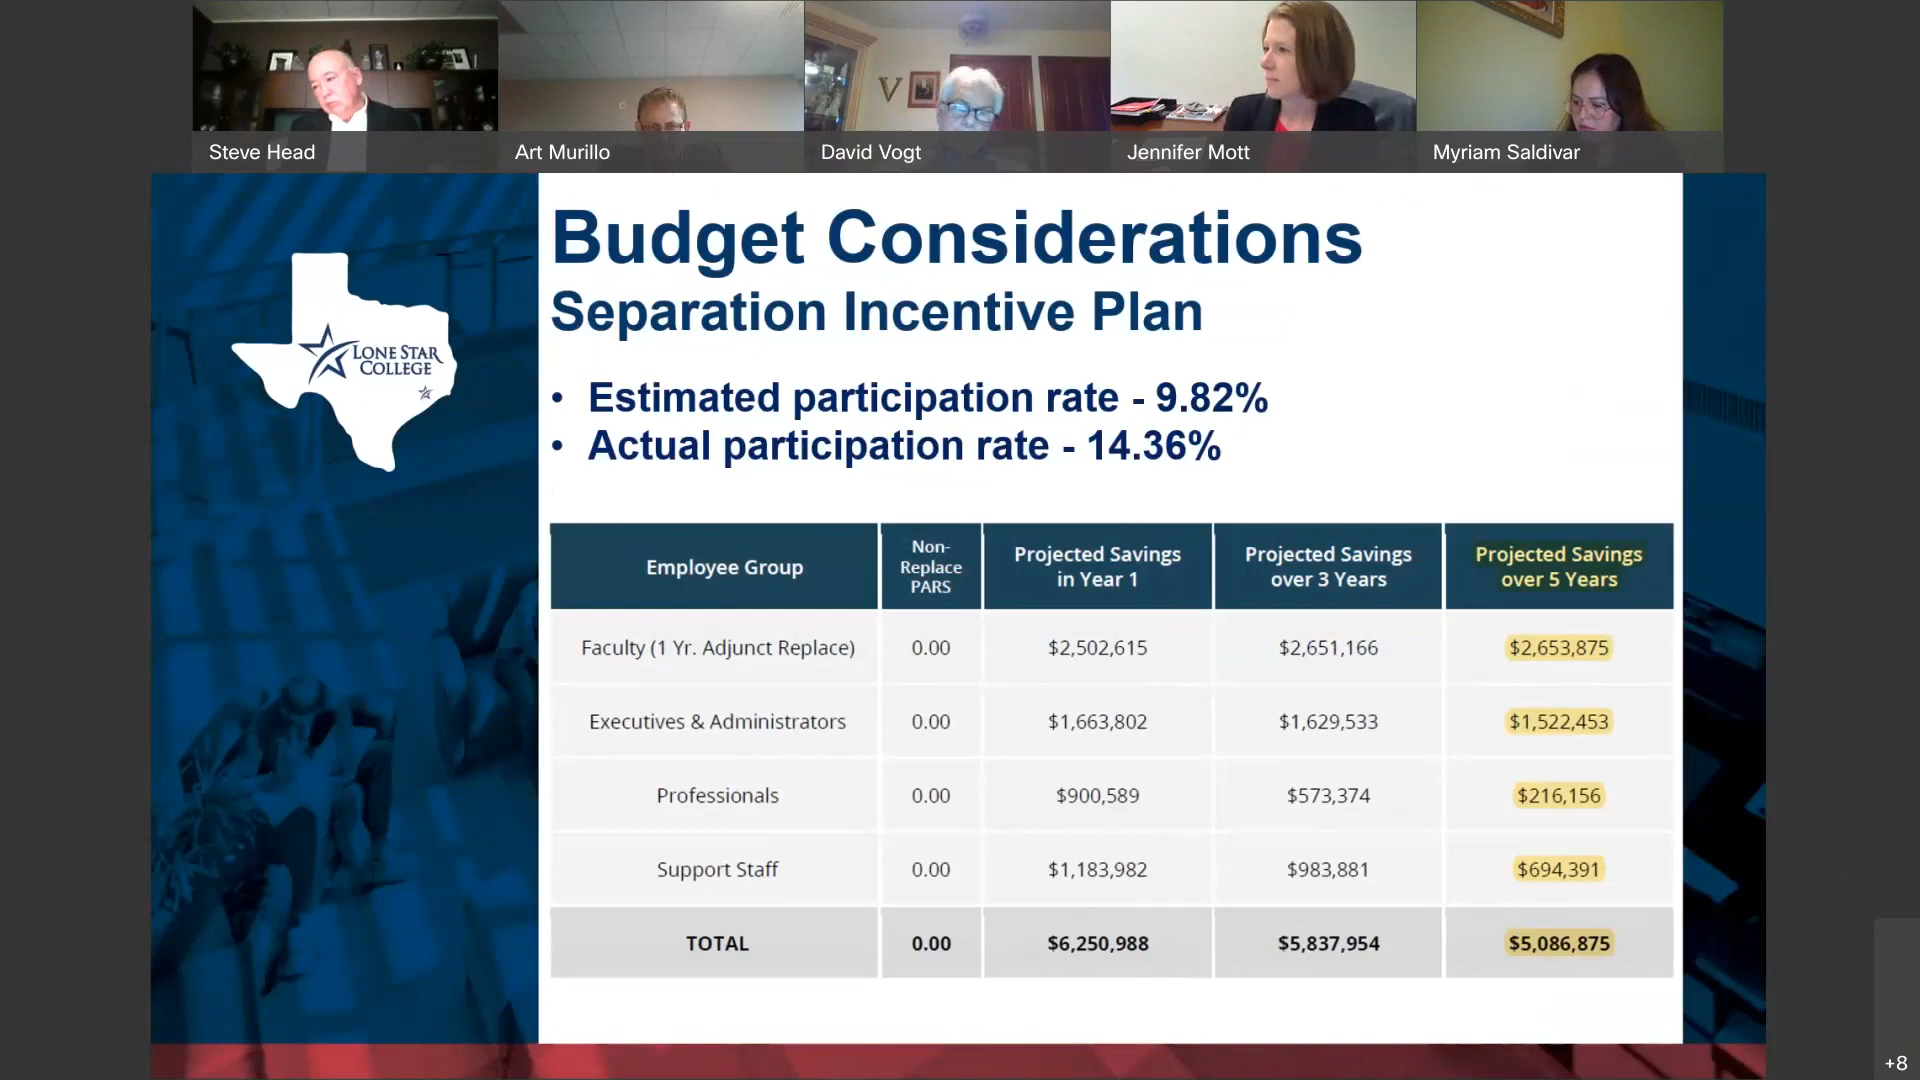 Steve Head
Art Murillo
David Vogt
Jennifer Mott
Myriam Saldivar
V
LONE STAR
COLLEGE
Budget Considerations
Separation Incentive Plan
• Estimated participation rate - 9.82%
• Actual participation rate - 14.36%
Employee Group
Non-
Replace
PARS
Projected Savings
in Year 1
Projected Savings
over 3 Years
Projected Savings
over 5 Years
Faculty (1 Yr. Adjunct Replace) 0.00 $2,502,615 $2,651,166 $2,653,875
Executives & Administrators 0.00 $1,663,802 $1,629,533 $1,522,453
Professionals 0.00 $900,589 $573,374 $216,156
Support Staff 0.00 $1,183,982 $983,881 $694,391
TOTAL 0.00 $6,250,988 $5,837,954 $5,086,875
+8